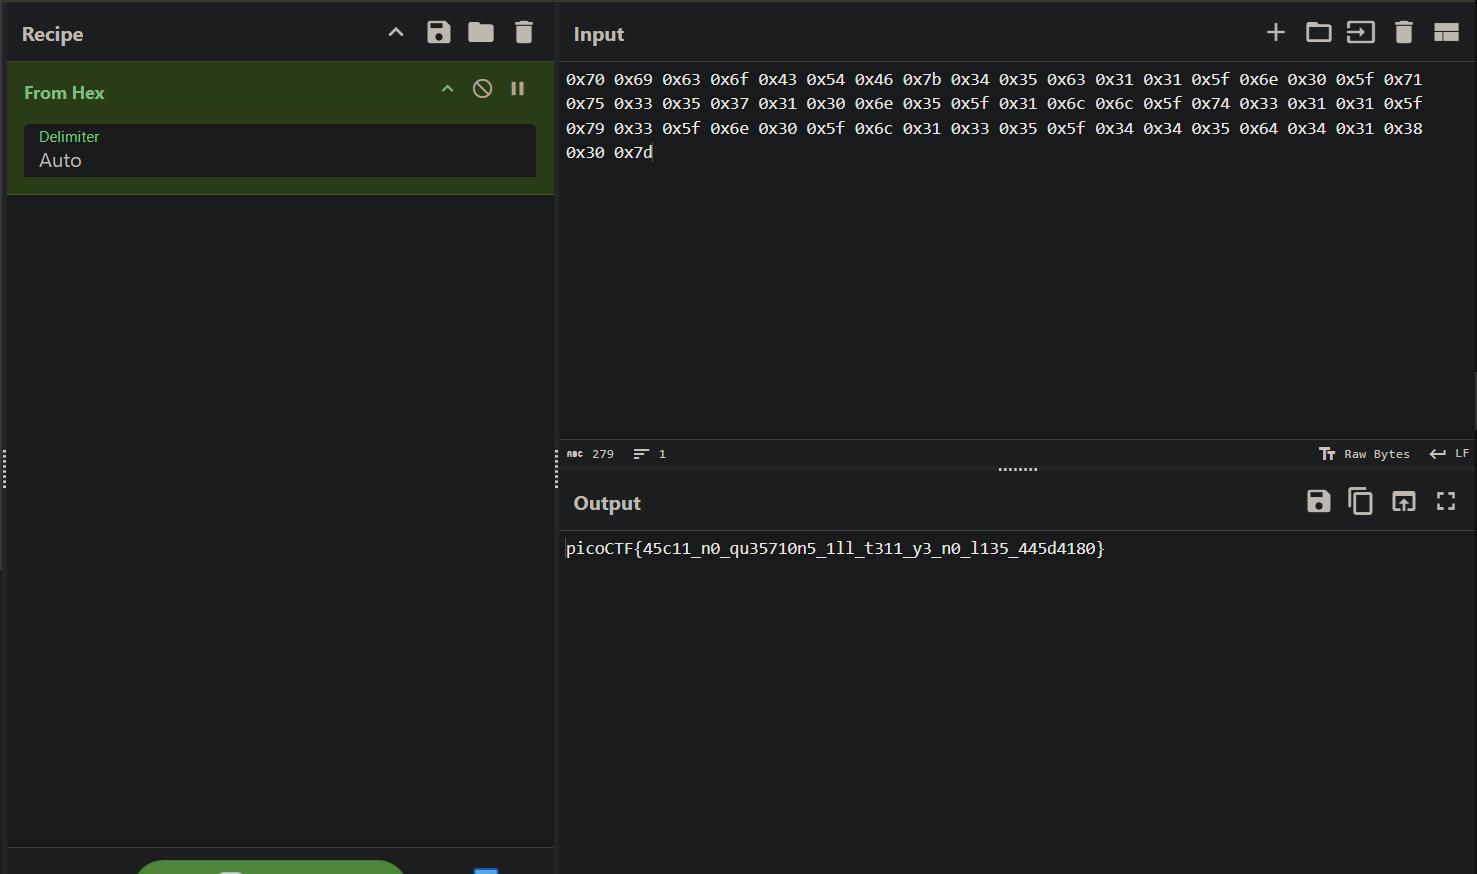 Recipe
From Hex
Delimiter
Auto
Input
0x70 0x69 0x63 0x6f 0x43 0x54 0x46 0x7b 0x34 0x35 0x63 0x31 0x31 0x5f 0x6e 0x30 0x5f 0x71
0x75 0x33 0x35 0x37 0x31 0x30 0x6e 0x35 0x5f 0x31 0x6c 0x6c 0x5f 0x74 0x33 0x31 0x31 0x5f
0x79 0x33 0x5f 0x6e 0x30 0x5f 0x6c 0x31 0x33 0x35 0x5f 0x34 0x34 0x35 0x64 0x34 0x31 0x38
0x30 0x7d
ABC 279 1 Tт Raw Bytes LF
Output
picoCTF{45c11_n0_qu35710n5_1ll_t311_y3_n0_l135_445d4180}